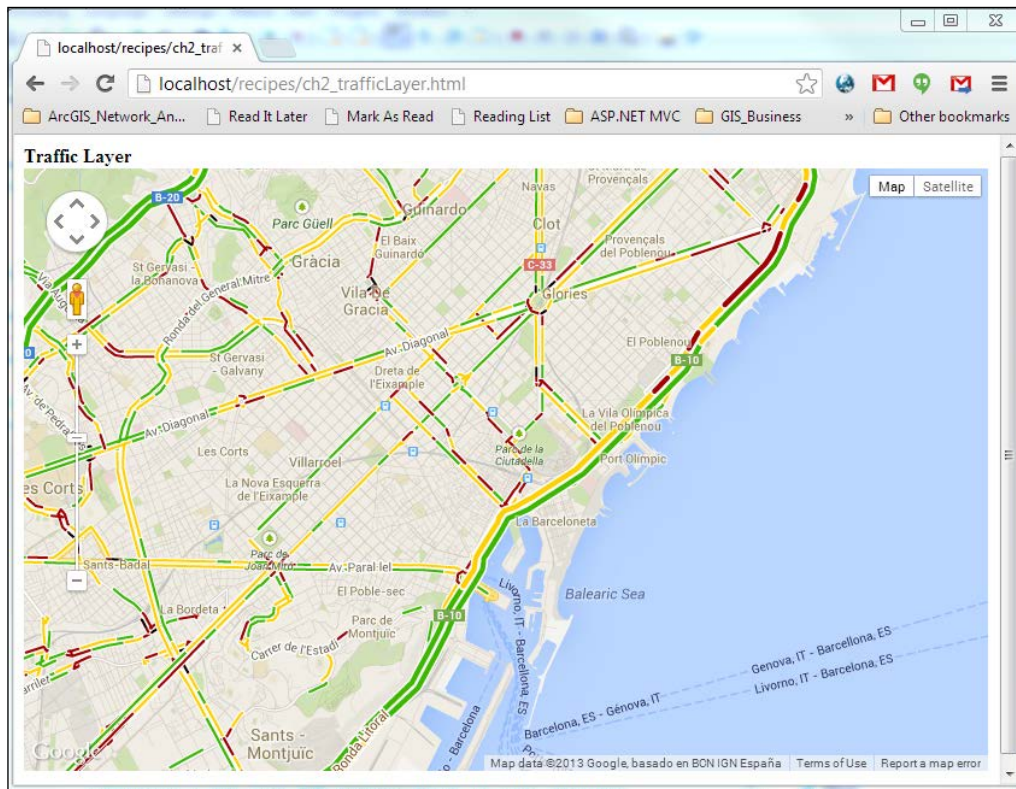 localhost/recipes/ch2_traf
localhost/recipes/ch2_trafficLayer.html
ArcGIS_Network_An...
Read It Later
Mark As Read
Reading List
ASP.NET MVC
GIS_Business
»
Other bookmarks
Traffic Layer
Map
Satellite
B-20
Parc Güell
Guinardo
El Baix
Guinardó
Navas
Provençals
Clot
Provençals
del Poblenou
C-33
St Gervasi -
la Bonanova
Gràcia
Ronda del General Mitre
Vila De
Gracia
Glories
Av. Diagonal
El Poblenou
B-10
St Gervasi
- Galvany
Dreta de
l'Eixample
Av. Diagonal
La Vila Olímpica
del Poblenou
Les Corts
Villarroel
Parc de la
Ciutadella
Port Olímpic
es Corts
La Nova Esquerra
de l'Eixample
La Barceloneta
Parc de
Joan Miró
Sants-Badal
Av. Paral·lel
El Poble-sec
Balearic Sea
La Bordeta
B-10
Livorno, IT - Barcellona, ES
Parc de
Montjuïc
Carrer de l'Estadi
Genova, IT - Barcellona, ES
Livorno, IT - Barcellona, ES
Barcelona, ES - Génova, IT
- Barcelona
Sants -
Montjuïc
Ronda Litoral
Google
Map data ©2013 Google, basado en BCN IGN España
Terms of Use
Report a map error